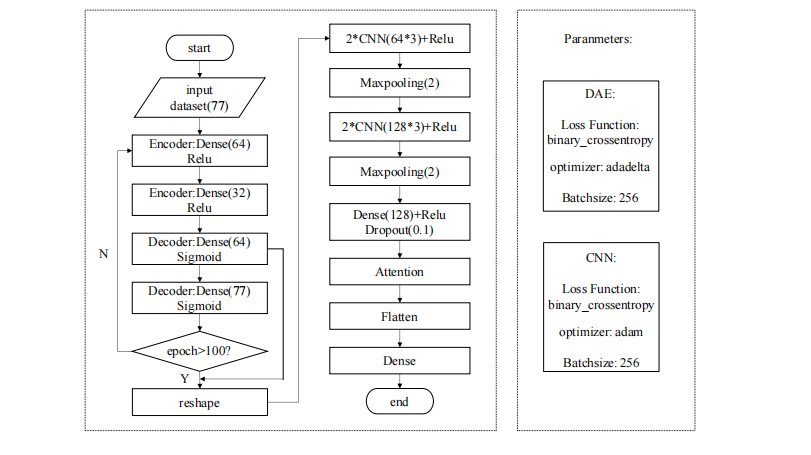 start
input
dataset(77)
Encoder:Dense(64)
Relu
Encoder:Dense(32)
Relu
Decoder:Dense(64)
Sigmoid
Decoder:Dense(77)
Sigmoid
epoch>100?
N
Y
reshape
2*CNN(64*3)+Relu
Maxpooling(2)
2*CNN(128*3)+Relu
Maxpooling(2)
Dense(128)+Relu
Dropout(0.1)
Attention
Flatten
Dense
end
Paranmeters:
DAE:
Loss Function:
binary_crossentropy
optimizer: adadelta
Batchsize: 256
CNN:
Loss Function:
binary_crossentropy
optimizer: adam
Batchsize: 256